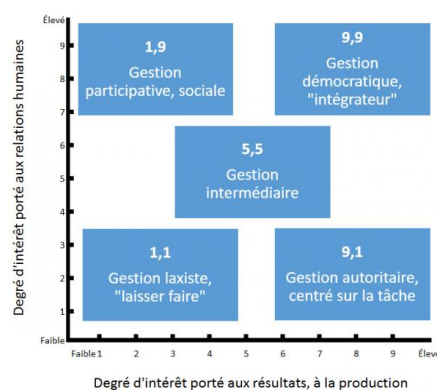 Degré d'intérêt porté aux relations humaines
Élevé
9
8
7
6
5
4
3
2
1
Faible
1,9
Gestion
participative, sociale
9,9
Gestion
démocratique,
"intégrateur"
5,5
Gestion
intermédiaire
1,1
Gestion laxiste,
"laisser faire"
9,1
Gestion autoritaire,
centré sur la tâche
Faible 1 2 3 4 5 6 7 8 9 Élevé
Degré d'intérêt porté aux résultats, à la production